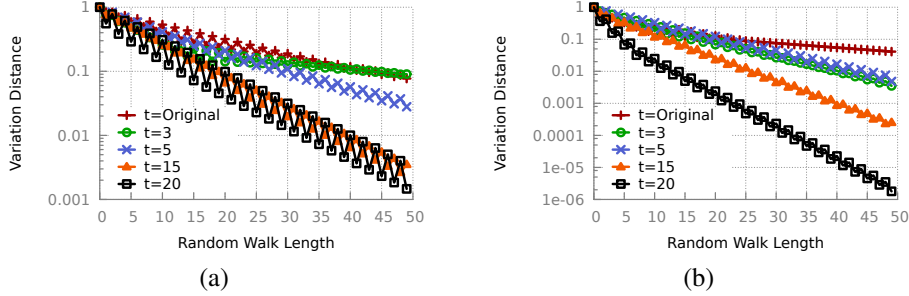 Variation Distance
1
0.1
0.01
0.001
t=Original
t=3
t=5
t=15
t=20
0 5 10 15 20 25 30 35 40 45 50
Random Walk Length
(a)
Variation Distance
1
0.1
0.01
0.001
0.0001
1e-05
1e-06
t=Original
t=3
t=5
t=15
t=20
0 5 10 15 20 25 30 35 40 45 50
Random Walk Length
(b)